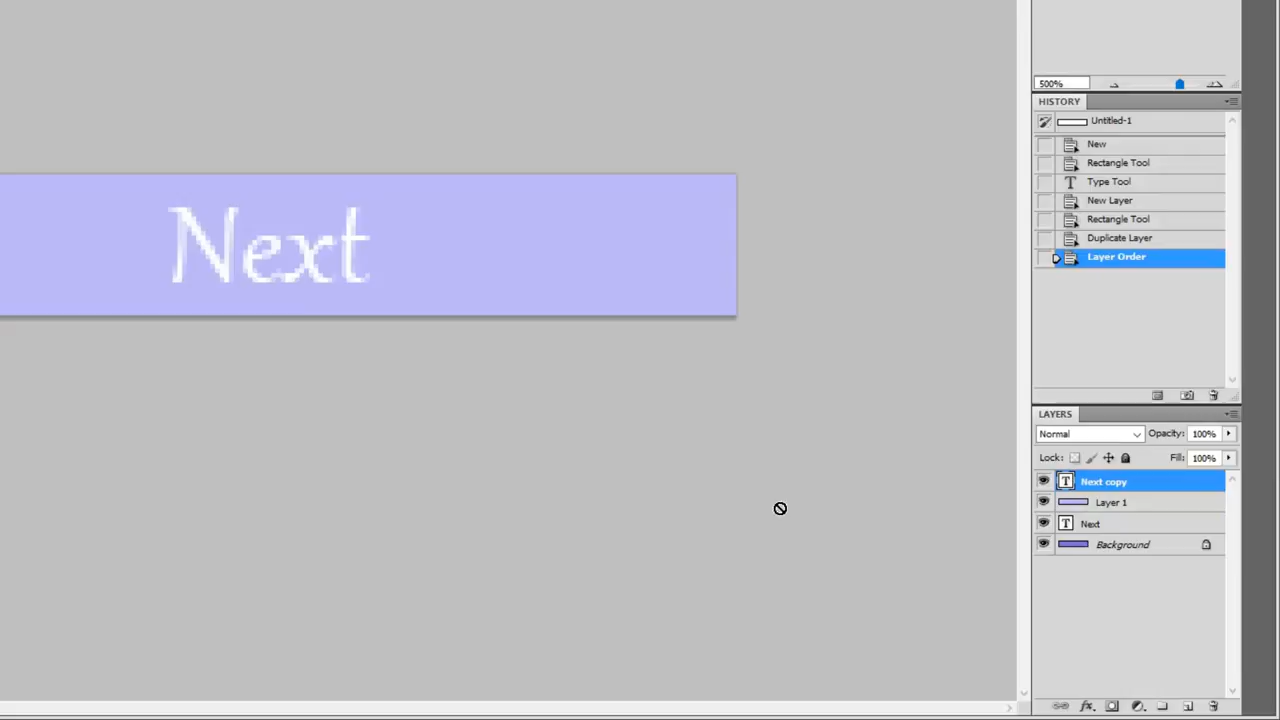 500%
HISTORY
Untitled-1
New
Rectangle Tool
T Type Tool
New Layer
Rectangle Tool
Duplicate Layer
Layer Order
Next
LAYERS
Normal Opacity: 100%
Lock: Fill: 100%
T Next copy
Layer 1
T Next
Background
fx.